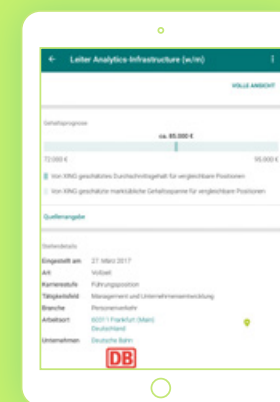 Leiter Analytics-Infrastructure (w/m)
VOLLE ANSICHT
Gehaltsprognose
ca. 85.000 €
72.000 € 95.000 €
Von XING geschätztes Durchschnittsgehalt für vergleichbare Positionen
Von XING geschätzte marktübliche Gehaltsspanne für vergleichbare Positionen
Quellenangabe
Stellendetails
Eingestellt am 27. März 2017
Art Vollzeit
Karrierestufe Führungsposition
Tätigkeitsfeld Management und Unternehmensentwicklung
Branche Personenverkehr
Arbeitsort 60311 Frankfurt (Main)
Deutschland
Unternehmen Deutsche Bahn
DB